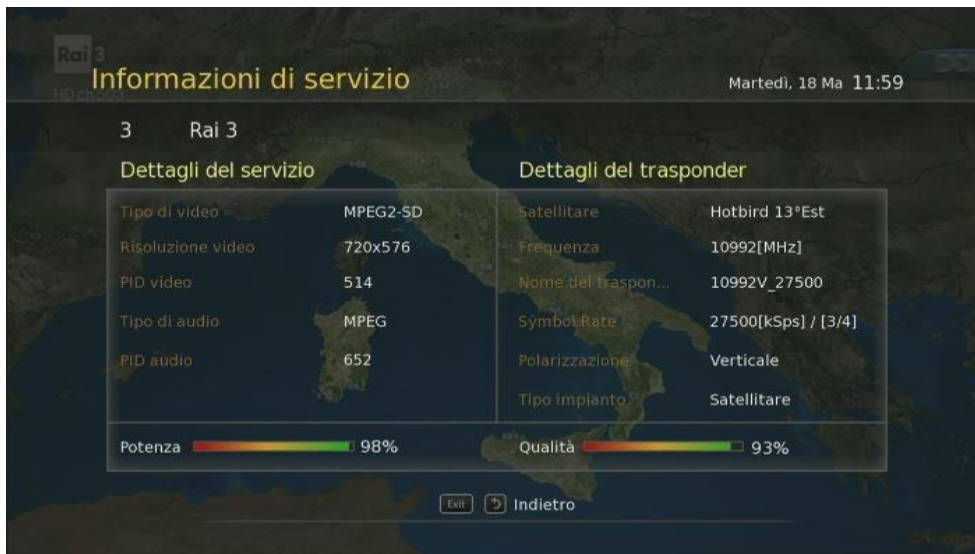 Rai 3
Informazioni di servizio
Martedì, 18 Ma 11:59
HD ch 503
3 Rai 3
Dettagli del servizio
Dettagli del trasponder
Tipo di video MPEG2-SD
Satellitare Hotbird 13°Est
Risoluzione video 720x576
Frequenza 10992[MHz]
PID video 514
Nome del traspon... 10992V_27500
Tipo di audio MPEG
Symbol Rate 27500[kSps] / [3/4]
PID audio 652
Polarizzazione Verticale
Tipo impianto Satellitare
Potenza 98%
Qualità 93%
Exit Indietro